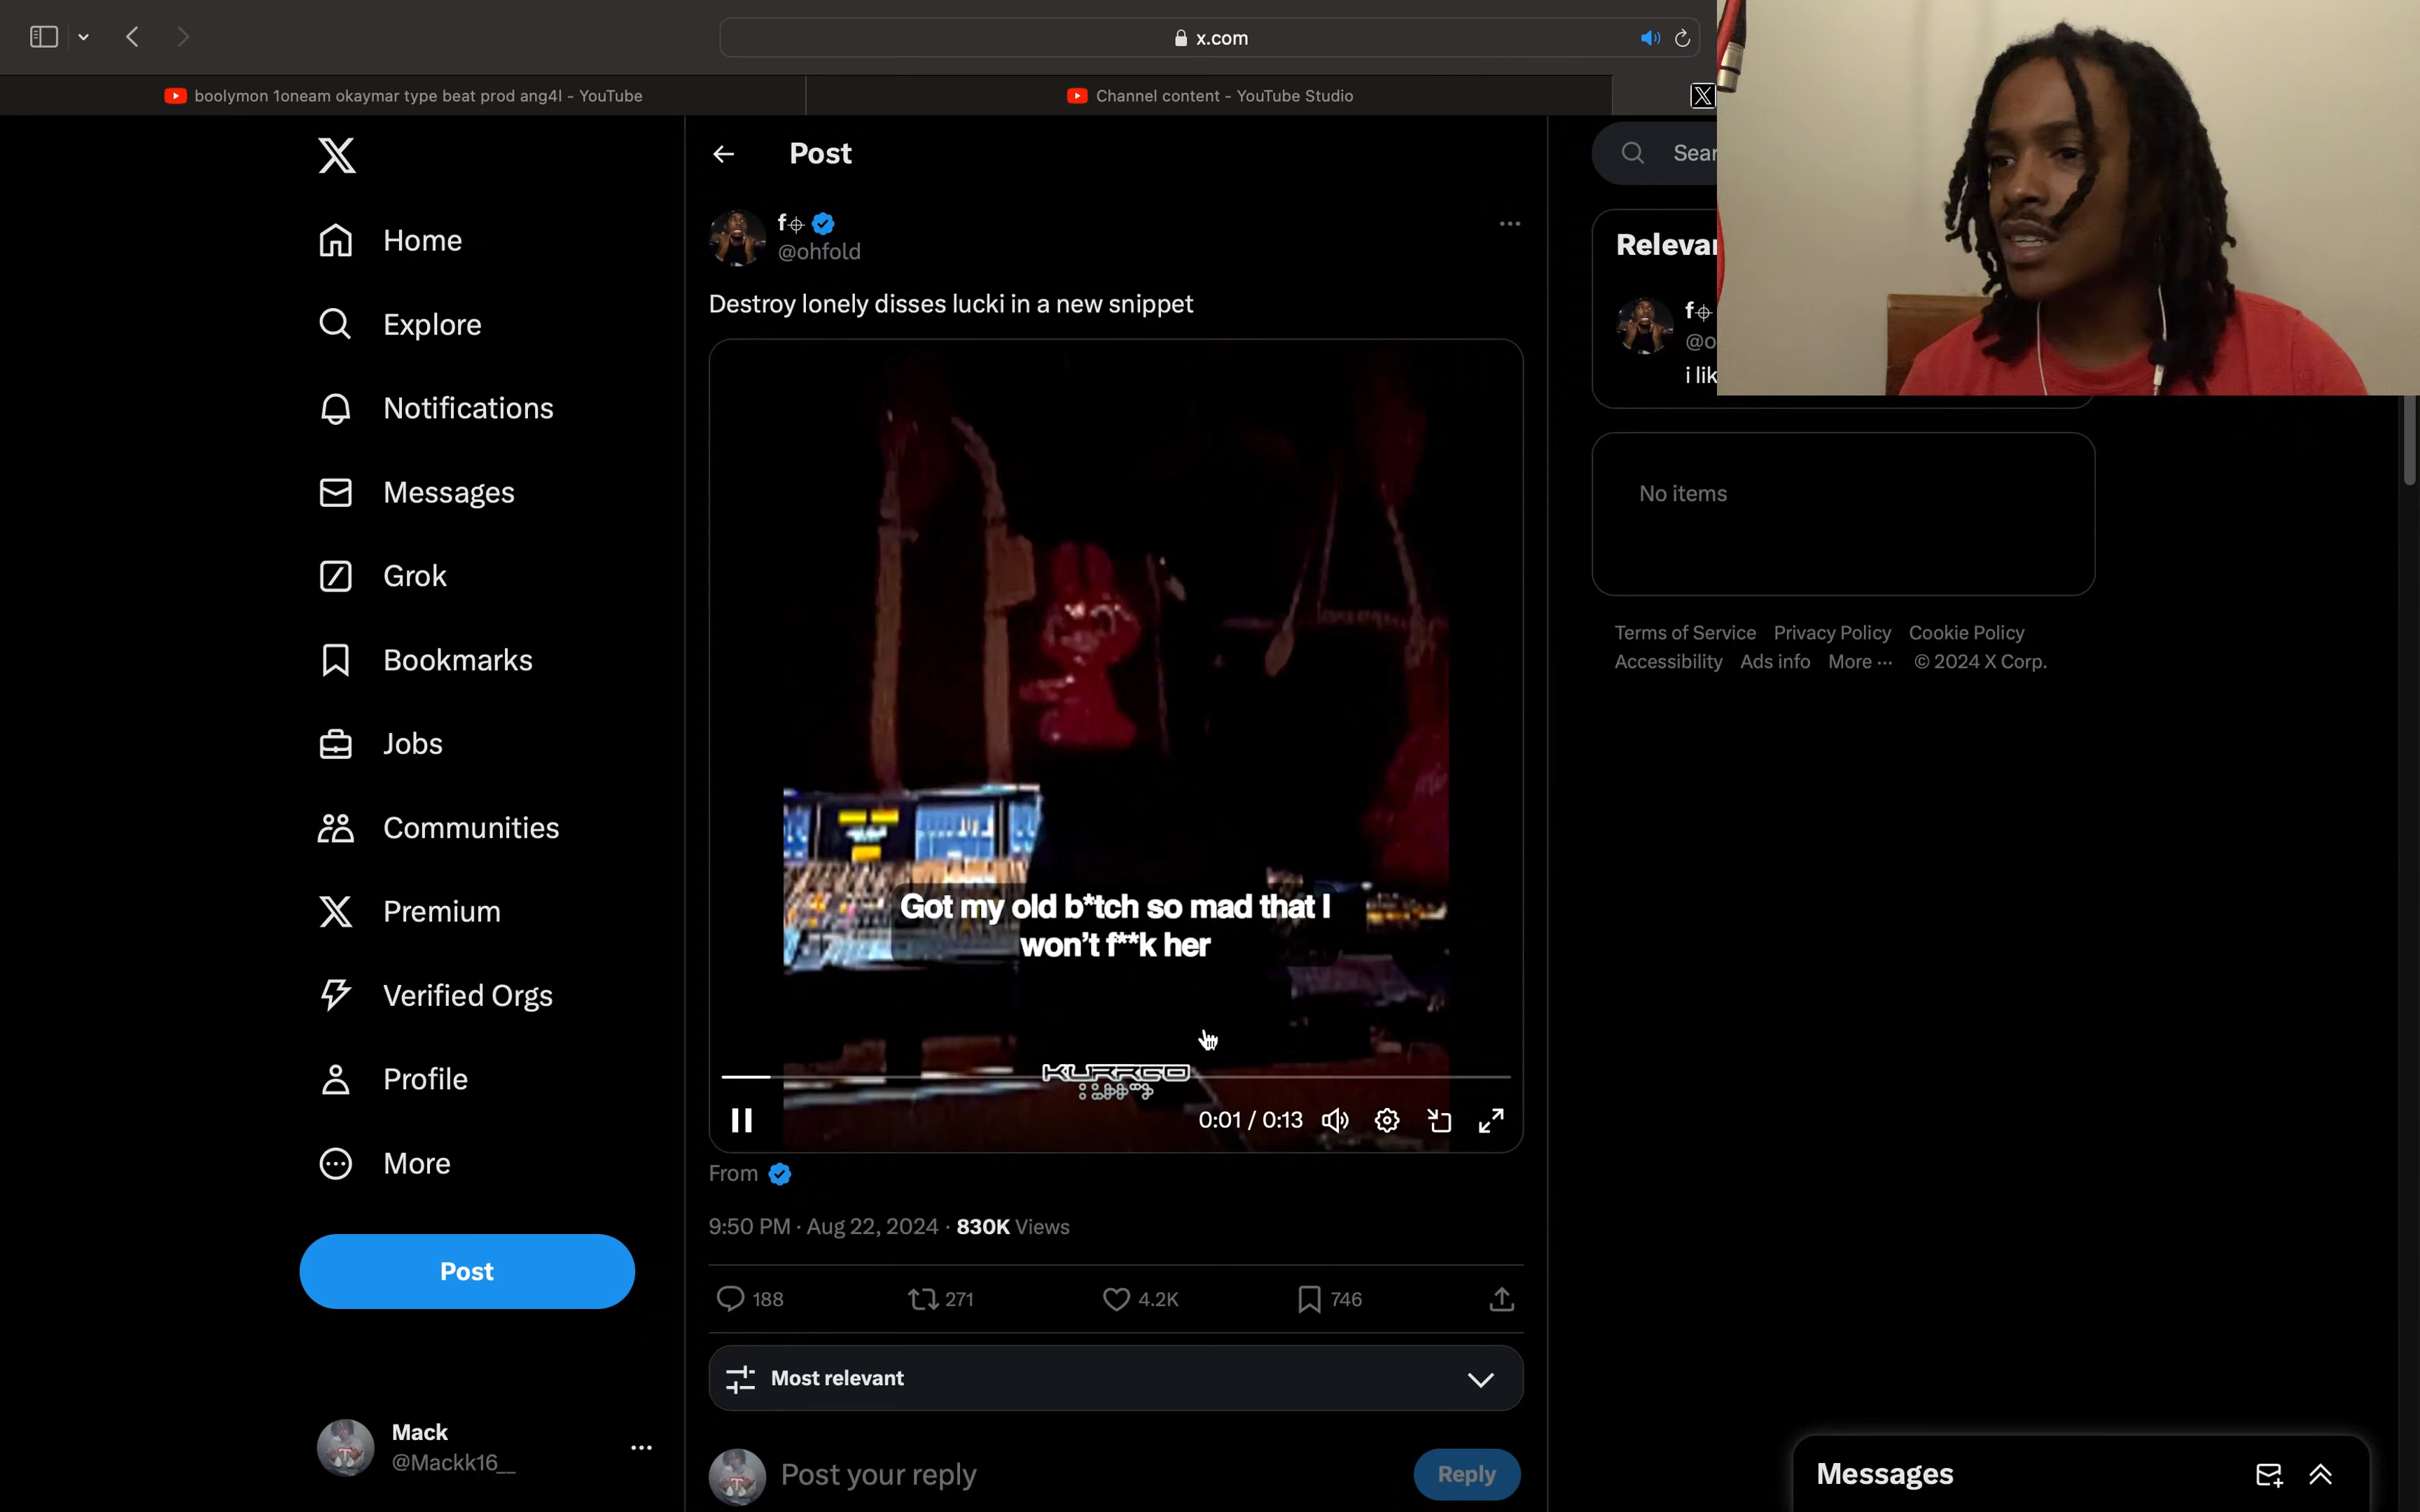 x.com
boolymon 1oneam okaymar type beat prod ang4l - YouTube
Channel content - YouTube Studio
Home
Explore
Notifications
Messages
Grok
Bookmarks
Jobs
Communities
Premium
Verified Orgs
Profile
More
Post
Mack
@Mackk16__
Post
@ohfold
Destroy lonely disses lucki in a new snippet
Got my old b*tch so mad that I
won't f**k her
KURRCO
0:01 / 0:13
From
9:50 PM · Aug 22, 2024 · 830K Views
188 271 4.2K 746
Most relevant
Post your reply
Reply
Sear
Relevan
@o
i lik
No items
Terms of Service Privacy Policy Cookie Policy
Accessibility Ads info More ··· © 2024 X Corp.
Messages